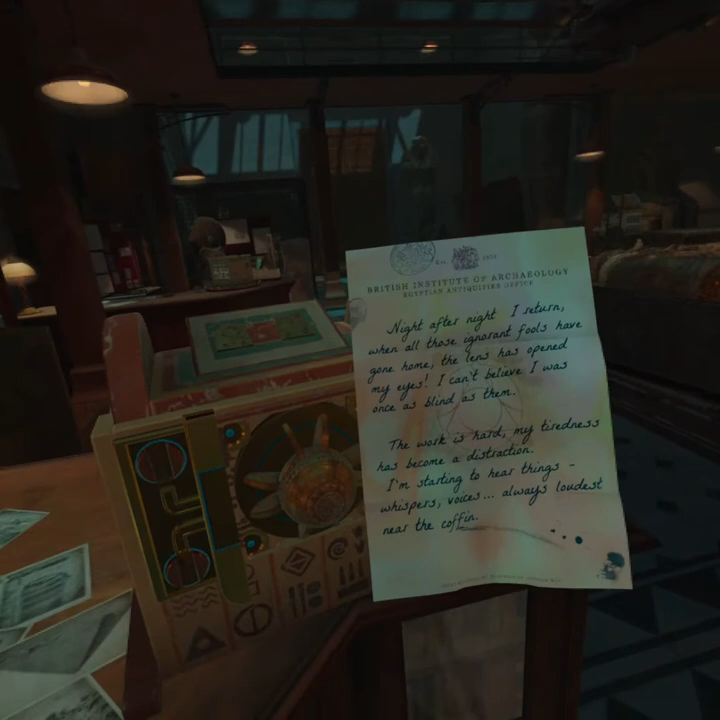 Est. 1924
BRITISH INSTITUTE OF ARCHAEOLOGY
EGYPTIAN ANTIQUITIES OFFICE
Night after night I return,
when all those ignorant fools have
gone home, the lens has opened
my eyes! I can't believe I was
once as blind as them.
The work is hard, my tiredness
has become a distraction.
I'm starting to hear things -
whispers, voices... always loudest
near the coffin.